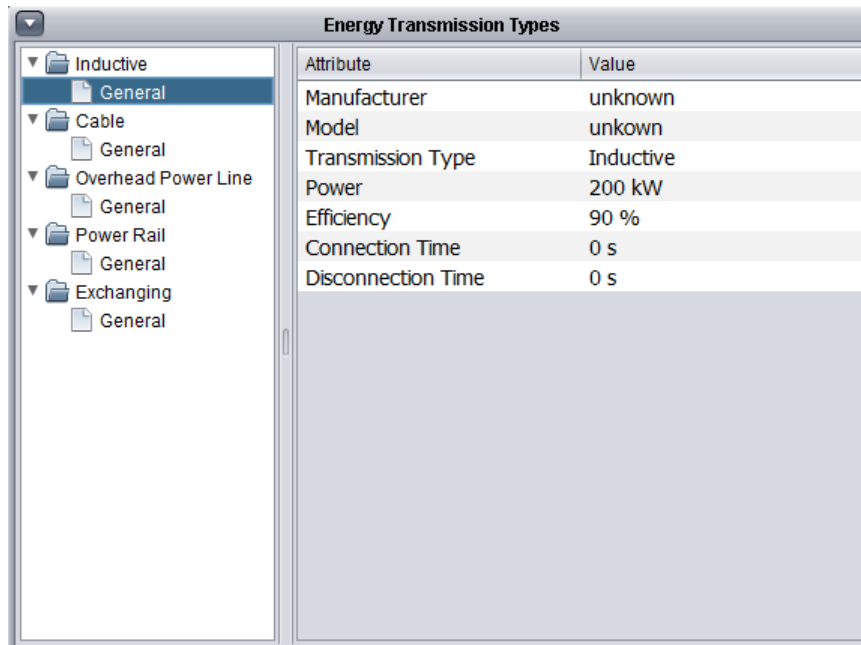 Energy Transmission Types
Inductive
General
Cable
General
Overhead Power Line
General
Power Rail
General
Exchanging
General
Attribute Value
Manufacturer unknown
Model unkown
Transmission Type Inductive
Power 200 kW
Efficiency 90 %
Connection Time 0 s
Disconnection Time 0 s